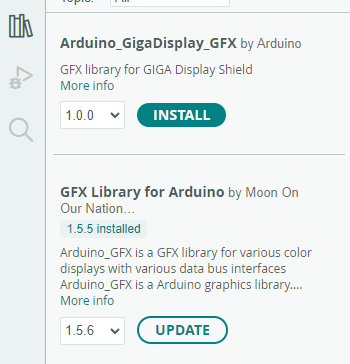 Arduino_GigaDisplay_GFX by Arduino
GFX library for GIGA Display Shield
More info
1.0.0
INSTALL
GFX Library for Arduino by Moon On
Our Nation...
1.5.5 installed
Arduino_GFX is a GFX library for various color
displays with various data bus interfaces
Arduino_GFX is a Arduino graphics library....
More info
1.5.6
UPDATE